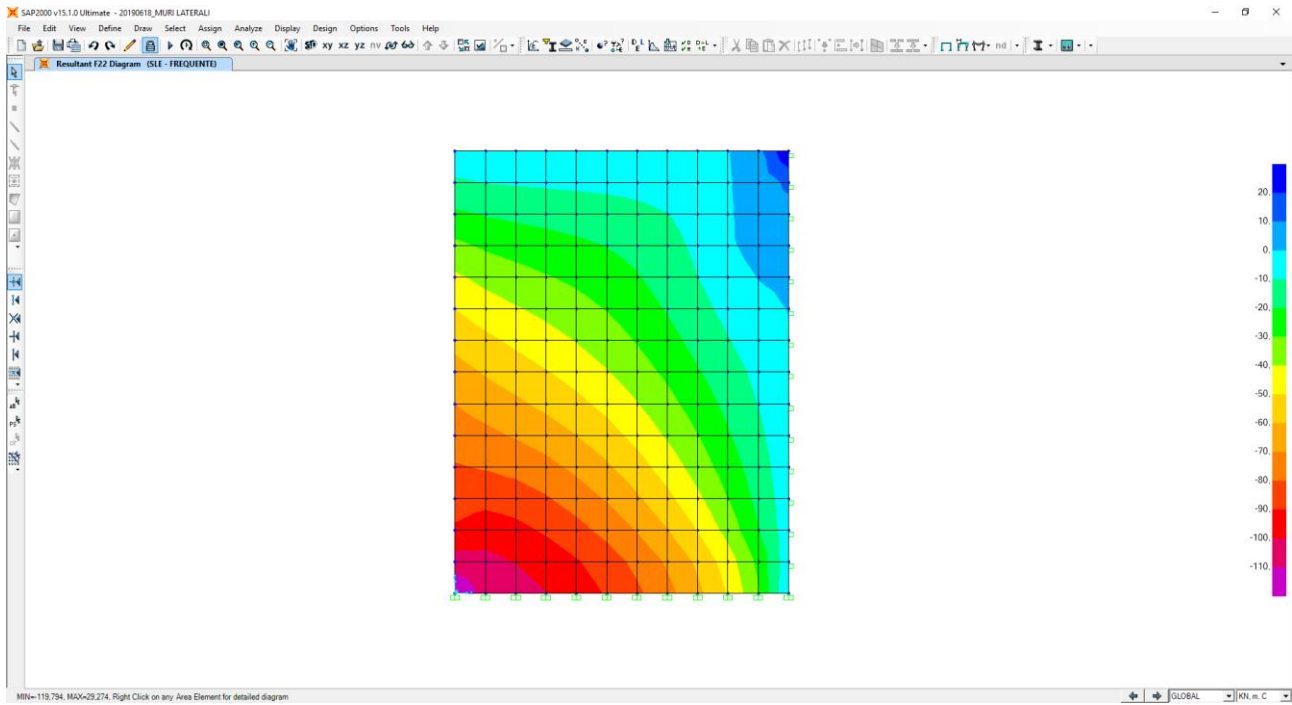 SAP2000 v15.1.0 Ultimate - 20190618_MURI LATERALI
File Edit View Define Draw Select Assign Analyze Display Design Options Tools Help
xy xz yz nv nd
Resultant F22 Diagram (SLE - FREQUENTE)
20.
10.
0.
-10.
-20.
-30.
-40.
-50.
-60.
-70.
-80.
-90.
-100.
-110.
MIN=-119,794, MAX=29,274, Right Click on any Area Element for detailed diagram
GLOBAL KN, m, C